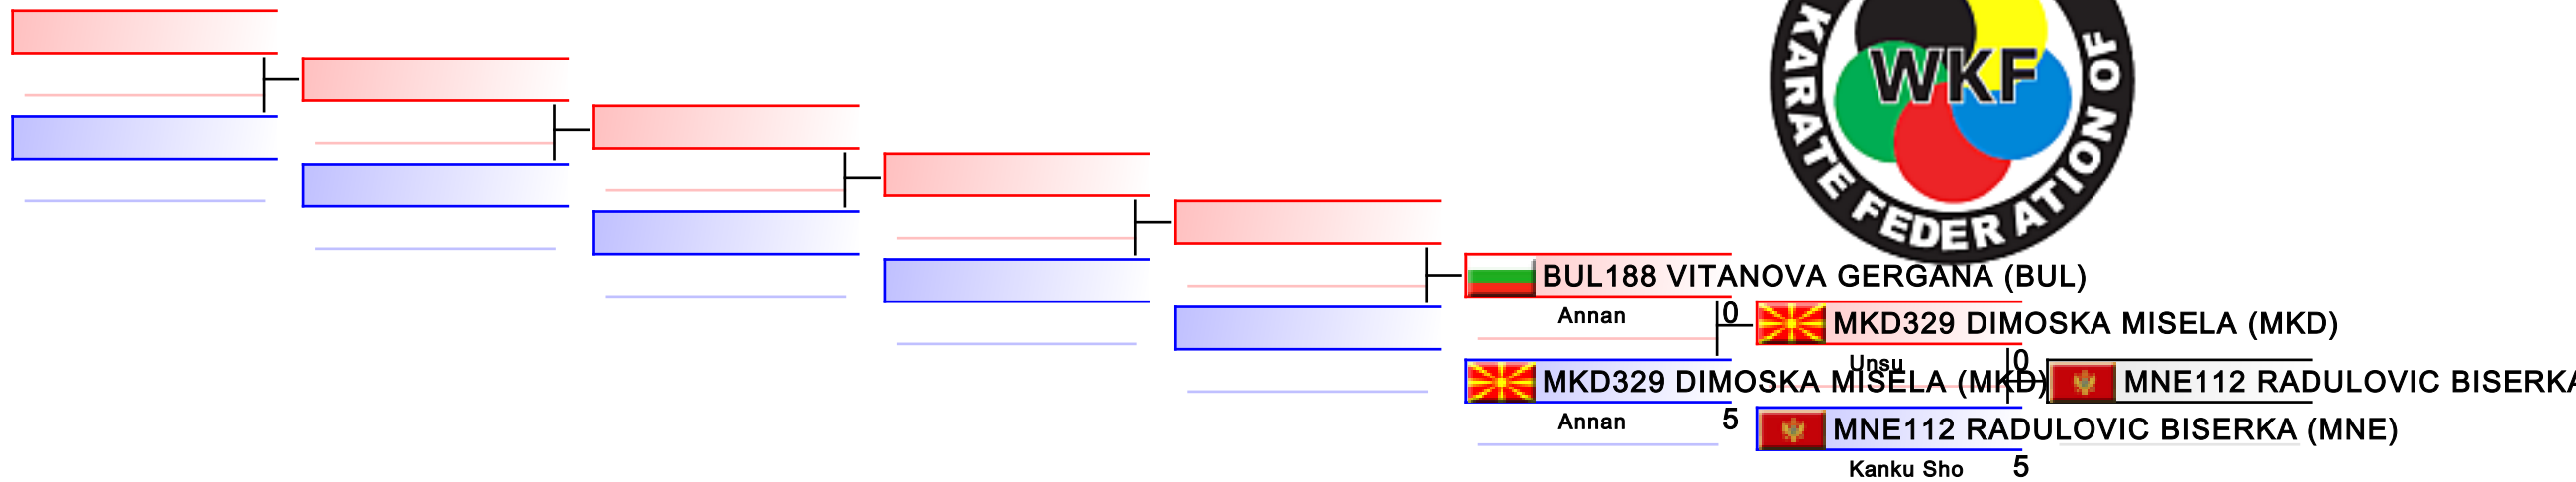 KARATE FEDERATION OF
WKF
BUL188 VITANOVA GERGANA (BUL)
Annan
0
MKD329 DIMOSKA MISELA (MKD)
Unsu
0
MKD329 DIMOSKA MISELA (MKD)
MNE112 RADULOVIC BISERKA
Annan
5
MNE112 RADULOVIC BISERKA (MNE)
Kanku Sho
5